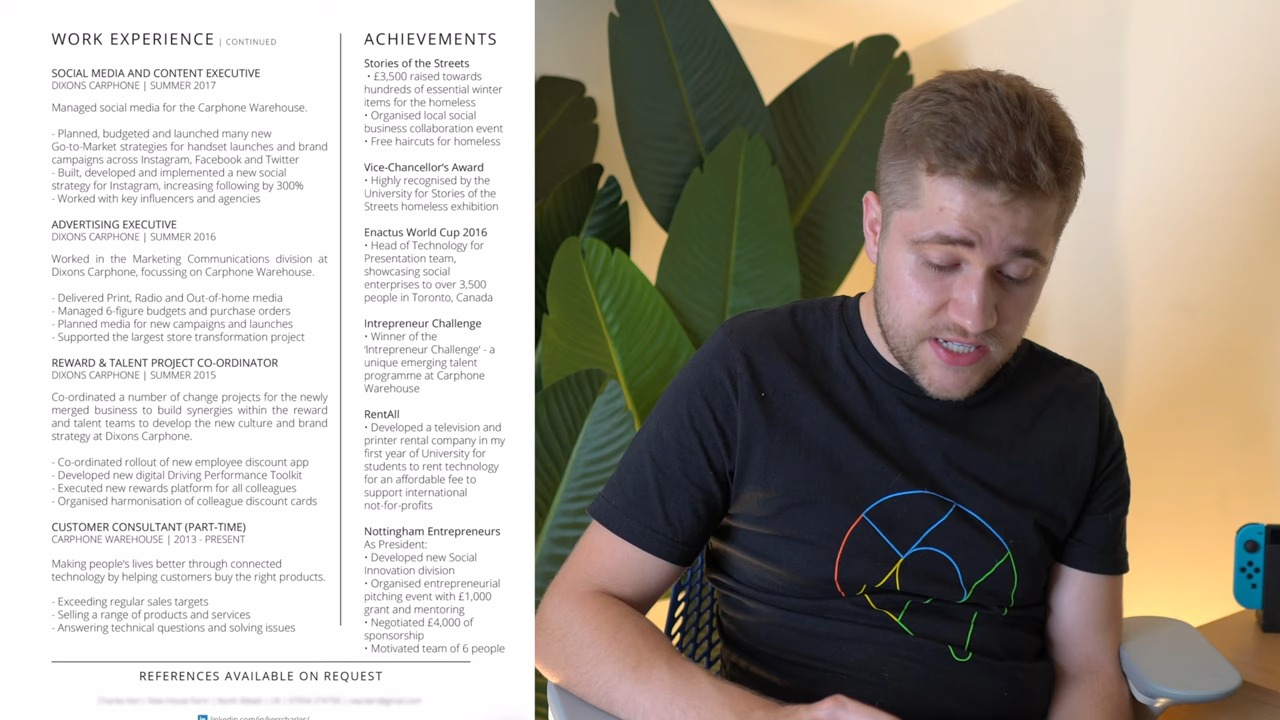 WORK EXPERIENCE | CONTINUED
SOCIAL MEDIA AND CONTENT EXECUTIVE
DIXONS CARPHONE | SUMMER 2017
Managed social media for the Carphone Warehouse.
- Planned, budgeted and launched many new
Go-to-Market strategies for handset launches and brand
campaigns across Instagram, Facebook and Twitter
- Built, developed and implemented a new social
strategy for Instagram, increasing following by 300%
- Worked with key influencers and agencies
ADVERTISING EXECUTIVE
DIXONS CARPHONE | SUMMER 2016
Worked in the Marketing Communications division at
Dixons Carphone, focussing on Carphone Warehouse.
- Delivered Print, Radio and Out-of-home media
- Managed 6-figure budgets and purchase orders
- Planned media for new campaigns and launches
- Supported the largest store transformation project
REWARD & TALENT PROJECT CO-ORDINATOR
DIXONS CARPHONE | SUMMER 2015
Co-ordinated a number of change projects for the newly
merged business to build synergies within the reward
and talent teams to develop the new culture and brand
strategy at Dixons Carphone.
- Co-ordinated rollout of new employee discount app
- Developed new digital Driving Performance Toolkit
- Executed new rewards platform for all colleagues
- Organised harmonisation of colleague discount cards
CUSTOMER CONSULTANT (PART-TIME)
CARPHONE WAREHOUSE | 2013 - PRESENT
Making people's lives better through connected
technology by helping customers buy the right products.
- Exceeding regular sales targets
- Selling a range of products and services
- Answering technical questions and solving issues
ACHIEVEMENTS
Stories of the Streets
• £3,500 raised towards
hundreds of essential winter
items for the homeless
• Organised local social
business collaboration event
• Free haircuts for homeless
Vice-Chancellor's Award
• Highly recognised by the
University for Stories of the
Streets homeless exhibition
Enactus World Cup 2016
• Head of Technology for
Presentation team,
showcasing social
enterprises to over 3,500
people in Toronto, Canada
Intrepreneur Challenge
• Winner of the
'Intrepreneur Challenge' - a
unique emerging talent
programme at Carphone
Warehouse
RentAll
• Developed a television and
printer rental company in my
first year of University for
students to rent technology
for an affordable fee to
support international
not-for-profits
Nottingham Entrepreneurs
As President:
• Developed new Social
Innovation division
• Organised entrepreneurial
pitching event with £1,000
grant and mentoring
• Negotiated £4,000 of
sponsorship
• Motivated team of 6 people
REFERENCES AVAILABLE ON REQUEST
linkedin.com/in/kerrcharles/